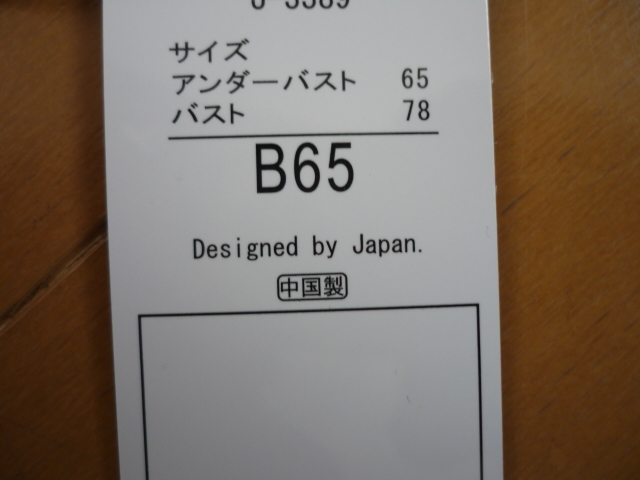 サイズ
アンダーバスト 65
バスト 78
B65
Designed by Japan.
中国製